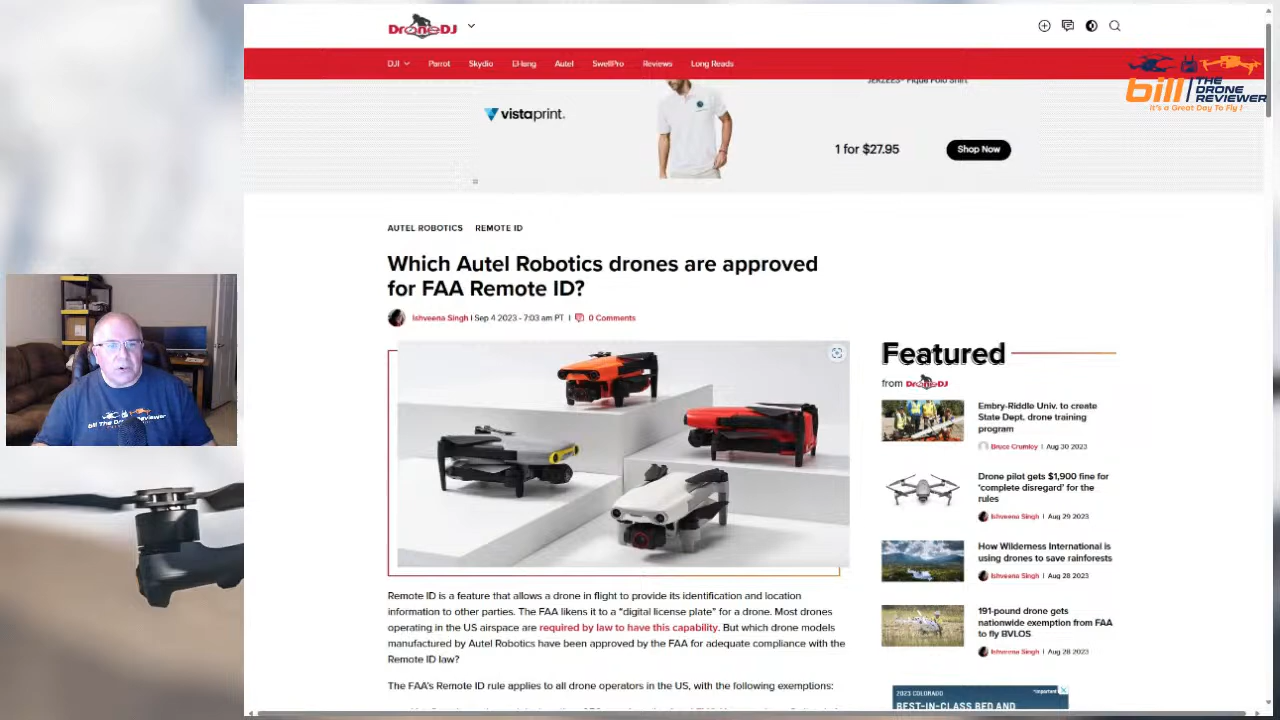 DroneDJ
DJI
Parrot
Skydio
EHang
Autel
SwellPro
Reviews
Long Reads
bill THE DRONE REVIEWER
It's a Great Day To Fly !
vistaprint.
1 for $27.95
Shop Now
AUTEL ROBOTICS REMOTE ID
Which Autel Robotics drones are approved
for FAA Remote ID?
Ishveena Singh | Sep 4 2023 - 7:03 am PT | 0 Comments
Remote ID is a feature that allows a drone in flight to provide its identification and location
information to other parties. The FAA likens it to a “digital license plate” for a drone. Most drones
operating in the US airspace are required by law to have this capability. But which drone models
manufactured by Autel Robotics have been approved by the FAA for adequate compliance with the
Remote ID law?
The FAA's Remote ID rule applies to all drone operators in the US, with the following exemptions:
Featured
from DroneDJ
Embry-Riddle Univ. to create
State Dept. drone training
program
Bruce Crumley | Aug 30 2023
Drone pilot gets $1,900 fine for
‘complete disregard’ for the
rules
Ishveena Singh | Aug 29 2023
How Wilderness International is
using drones to save rainforests
Ishveena Singh | Aug 28 2023
191-pound drone gets
nationwide exemption from FAA
to fly BVLOS
Ishveena Singh | Aug 28 2023
2023 COLORADO
*Important
BEST-IN-CLASS BED AND